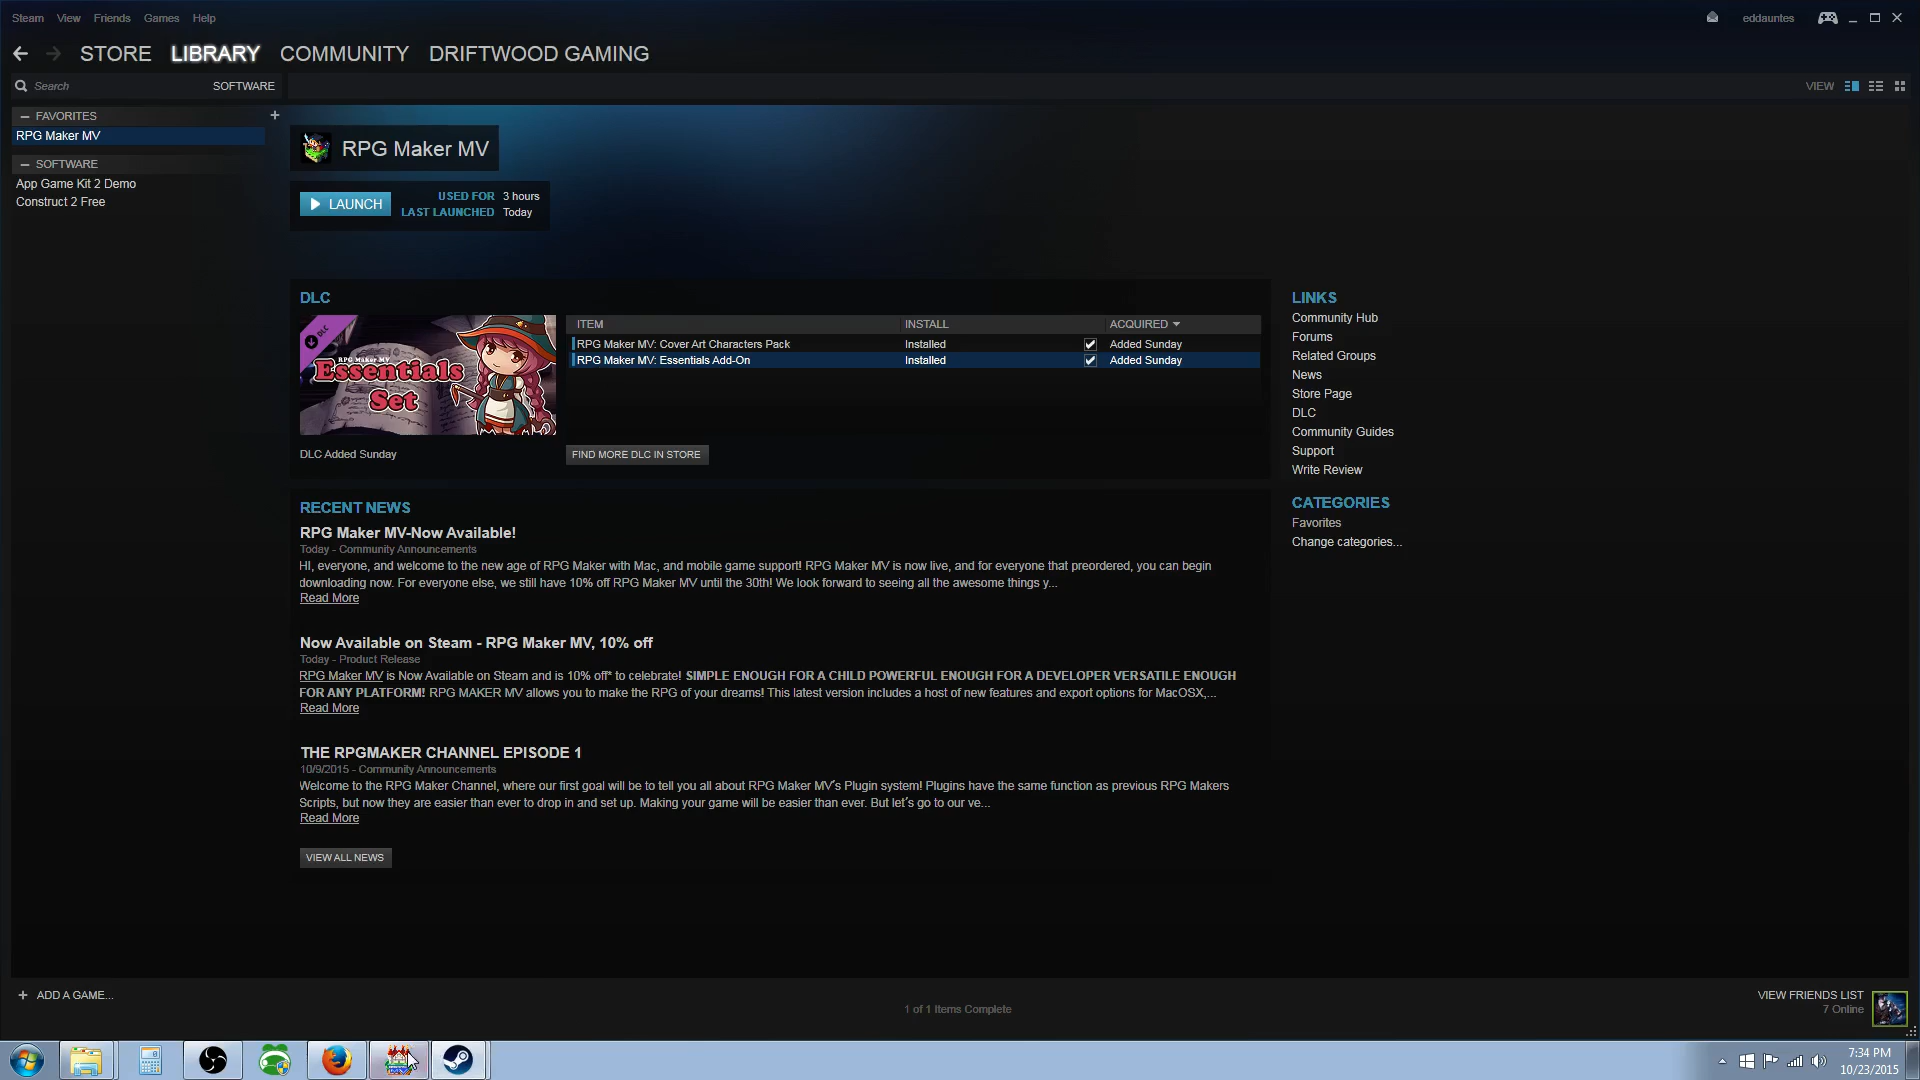 Steam View Friends Games Help
eddauntes
STORE LIBRARY COMMUNITY DRIFTWOOD GAMING
Search SOFTWARE
VIEW
FAVORITES
RPG Maker MV
SOFTWARE
App Game Kit 2 Demo
Construct 2 Free
RPG Maker MV
LAUNCH
USED FOR 3 hours
LAST LAUNCHED Today
DLC
DLC
RPG Maker MV
Essentials
Set
DLC Added Sunday
ITEM INSTALL ACQUIRED
RPG Maker MV: Cover Art Characters Pack Installed Added Sunday
RPG Maker MV: Essentials Add-On Installed Added Sunday
FIND MORE DLC IN STORE
RECENT NEWS
RPG Maker MV-Now Available!
Today - Community Announcements
HI, everyone, and welcome to the new age of RPG Maker with Mac, and mobile game support! RPG Maker MV is now live, and for everyone that preordered, you can begin
downloading now. For everyone else, we still have 10% off RPG Maker MV until the 30th! We look forward to seeing all the awesome things y...
Read More
Now Available on Steam - RPG Maker MV, 10% off
Today - Product Release
RPG Maker MV is Now Available on Steam and is 10% off* to celebrate! SIMPLE ENOUGH FOR A CHILD POWERFUL ENOUGH FOR A DEVELOPER VERSATILE ENOUGH
FOR ANY PLATFORM! RPG MAKER MV allows you to make the RPG of your dreams! This latest version includes a host of new features and export options for MacOSX,...
Read More
THE RPGMAKER CHANNEL EPISODE 1
10/9/2015 - Community Announcements
Welcome to the RPG Maker Channel, where our first goal will be to tell you all about RPG Maker MV's Plugin system! Plugins have the same function as previous RPG Makers
Scripts, but now they are easier than ever to drop in and set up. Making your game will be easier than ever. But let's go to our ve...
Read More
VIEW ALL NEWS
LINKS
Community Hub
Forums
Related Groups
News
Store Page
DLC
Community Guides
Support
Write Review
CATEGORIES
Favorites
Change categories...
ADD A GAME...
1 of 1 Items Complete
VIEW FRIENDS LIST
7 Online
7:34 PM
10/23/2015